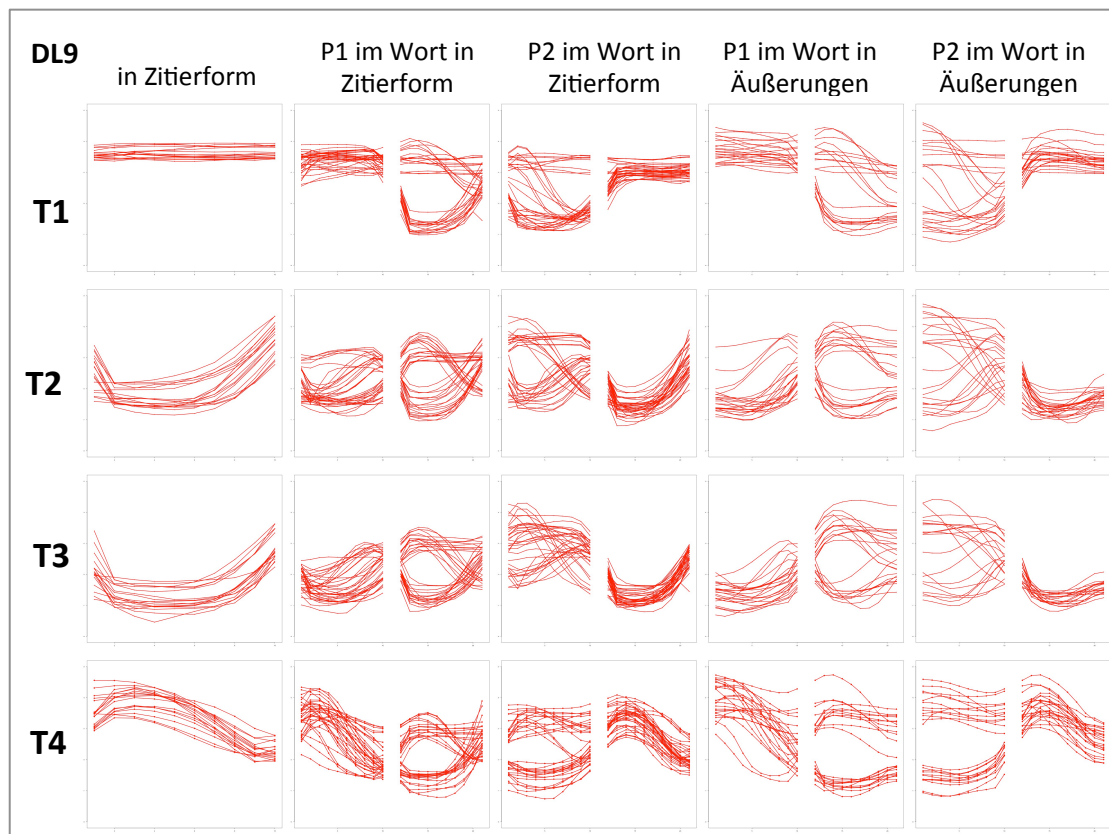 DL9
in Zitierform
P1 im Wort in
Zitierform
P2 im Wort in
Zitierform
P1 im Wort in
Äußerungen
P2 im Wort in
Äußerungen
T1
T2
T3
T4